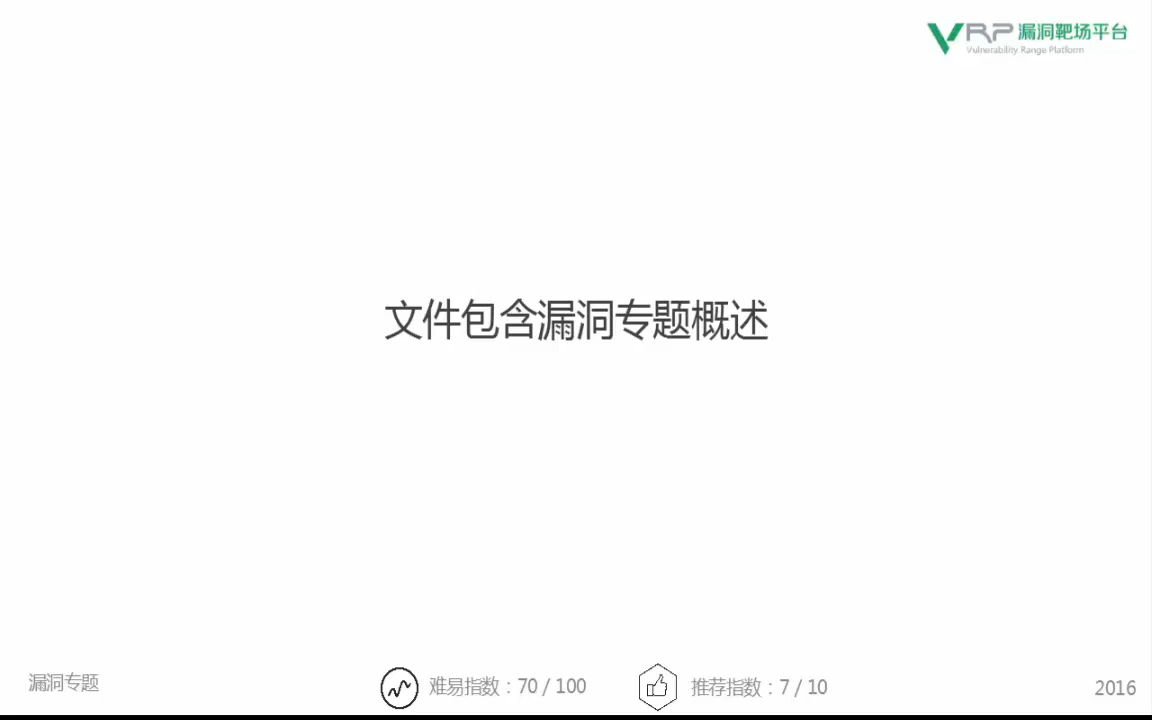 VRP 漏洞靶场平台
Vulnerability Range Platform
文件包含漏洞专题概述
漏洞专题
难易指数：70 / 100
推荐指数：7 / 10
2016